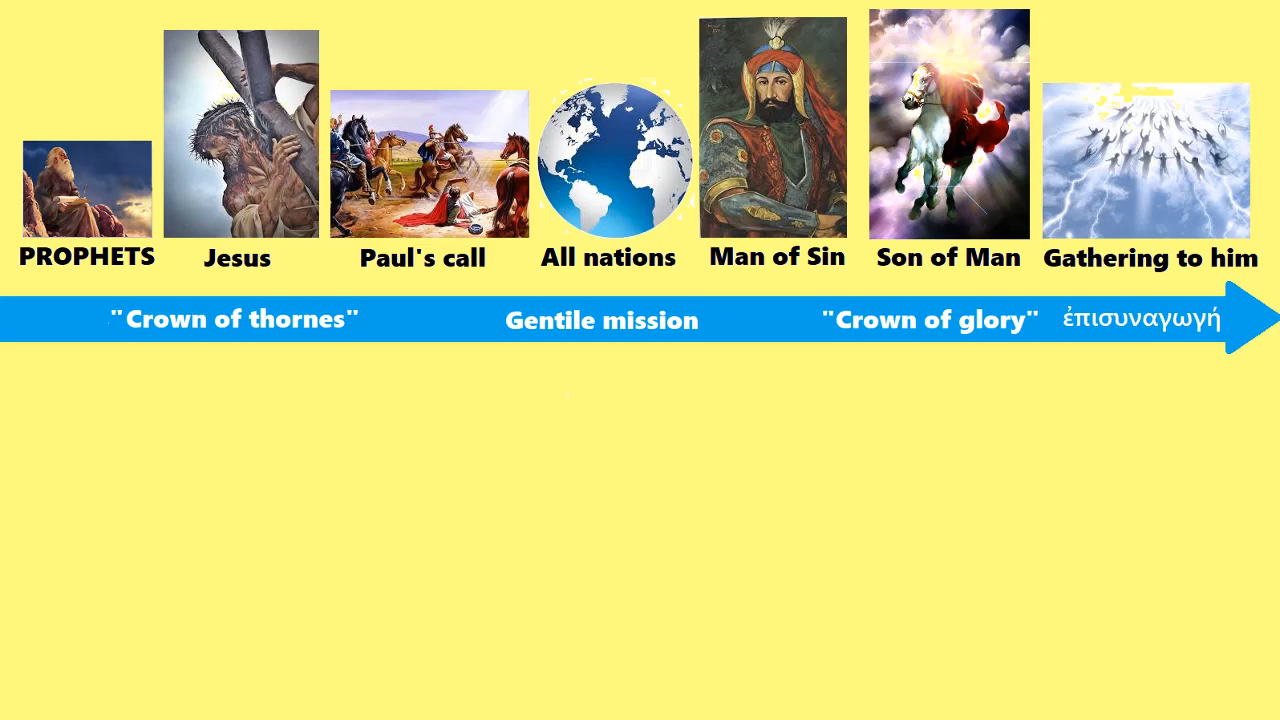 PROPHETS
Jesus
Paul's call
All nations
Man of Sin
Son of Man
Gathering to him
"Crown of thornes"
Gentile mission
"Crown of glory"
ἐπισυναγωγή